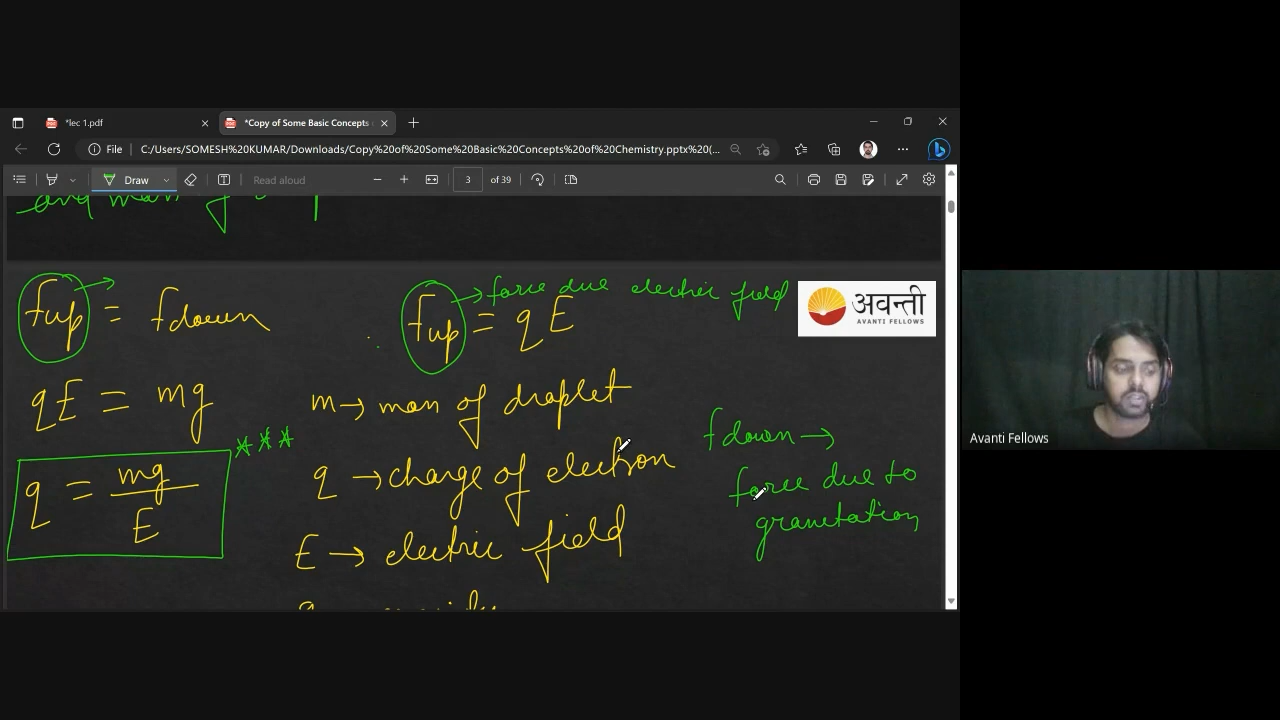 *lec 1.pdf
*Copy of Some Basic Concepts
File
C:/Users/SOMESH%20KUMAR/Downloads/Copy%20of%20Some%20Basic%20Concepts%20of%20Chemistry.pptx%20(...
Draw
Read aloud
3 of 39
fup = fdown
fup = qE
→ force due electric field
अवन्ती
AVANTI FELLOWS
qE = mg
m → mass of droplet
q = mg/E
***
q → charge of electron
fdown →
force due to
gravitation
E → electric field
Avanti Fellows